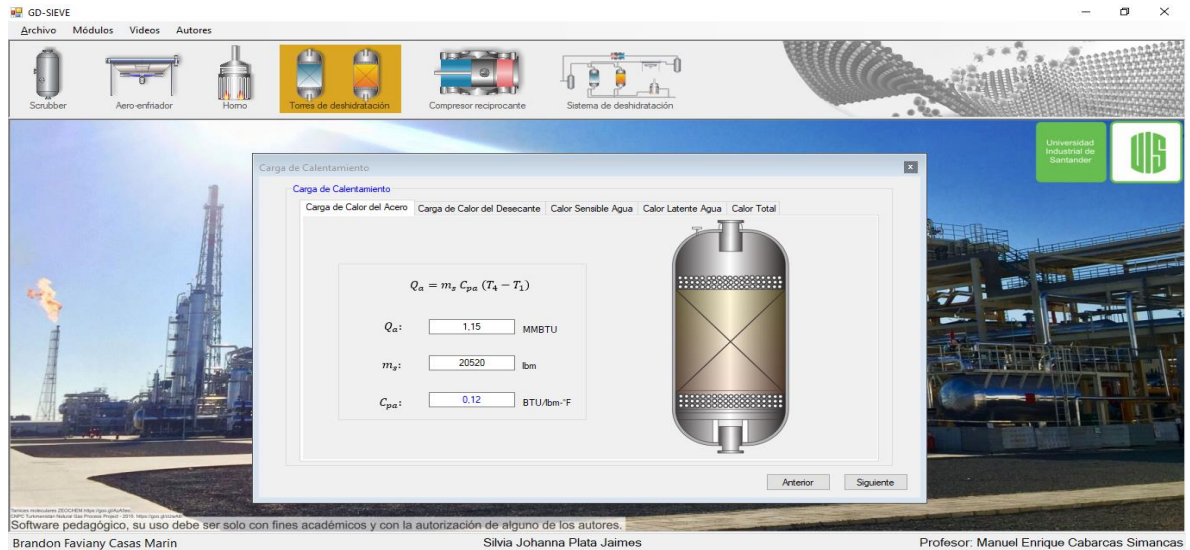 GD-SIEVE
Archivo Módulos Videos Autores
Scrubber Aero-enfriador Horno Torres de deshidratación Compresor reciprocante Sistema de deshidratación
Universidad
Industrial de
Santander
UIS
Carga de Calentamiento
Carga de Calentamiento
Carga de Calor del Acero Carga de Calor del Desecante Calor Sensible Agua Calor Latente Agua Calor Total
Qₐ = mₛ Cₚₐ (T₄ − T₁)
Qₐ: 1,15 MMBTU
mₛ: 20520 lbm
Cₚₐ: 0,12 BTU/lbm-°F
Anterior Siguiente
Software pedagógico, su uso debe ser solo con fines académicos y con la autorización de alguno de los autores.
Brandon Faviany Casas Marin Silvia Johanna Plata Jaimes Profesor: Manuel Enrique Cabarcas Simancas